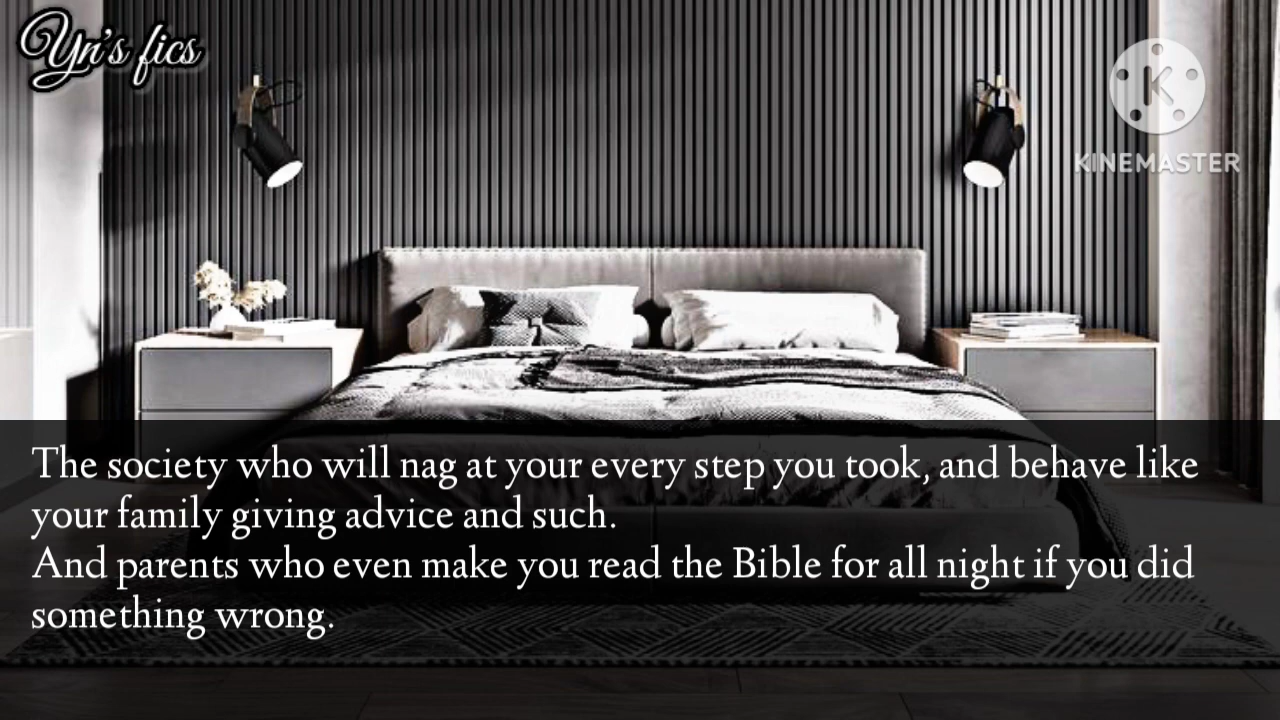 Yn's fics
KINEMASTER
The society who will nag at your every step you took, and behave like
your family giving advice and such.
And parents who even make you read the Bible for all night if you did
something wrong.